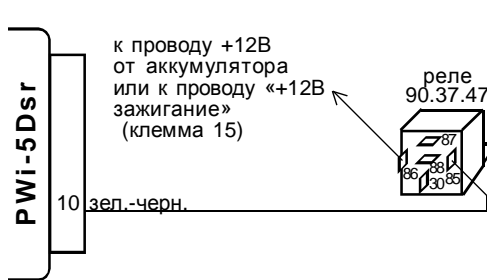 к проводу +12В
от аккумулятора
или к проводу «+12В
зажигание»
(клемма 15)
реле
90.37.47
87
86
88
30
85
PWi-5Dsr
10 зел.-черн.